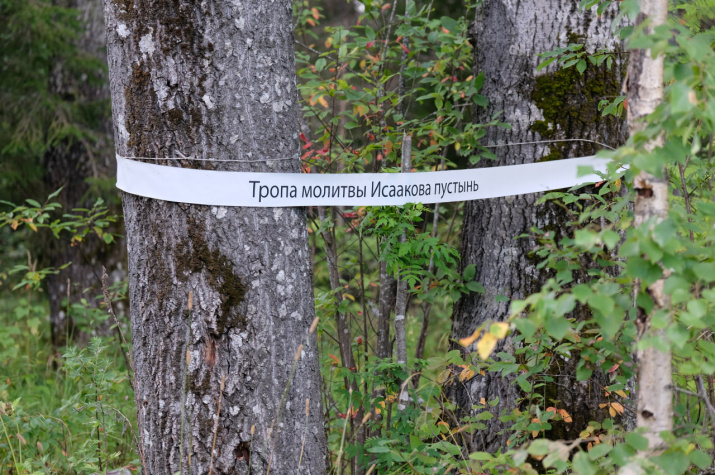 Тропа молитвы Исаакова пустынь